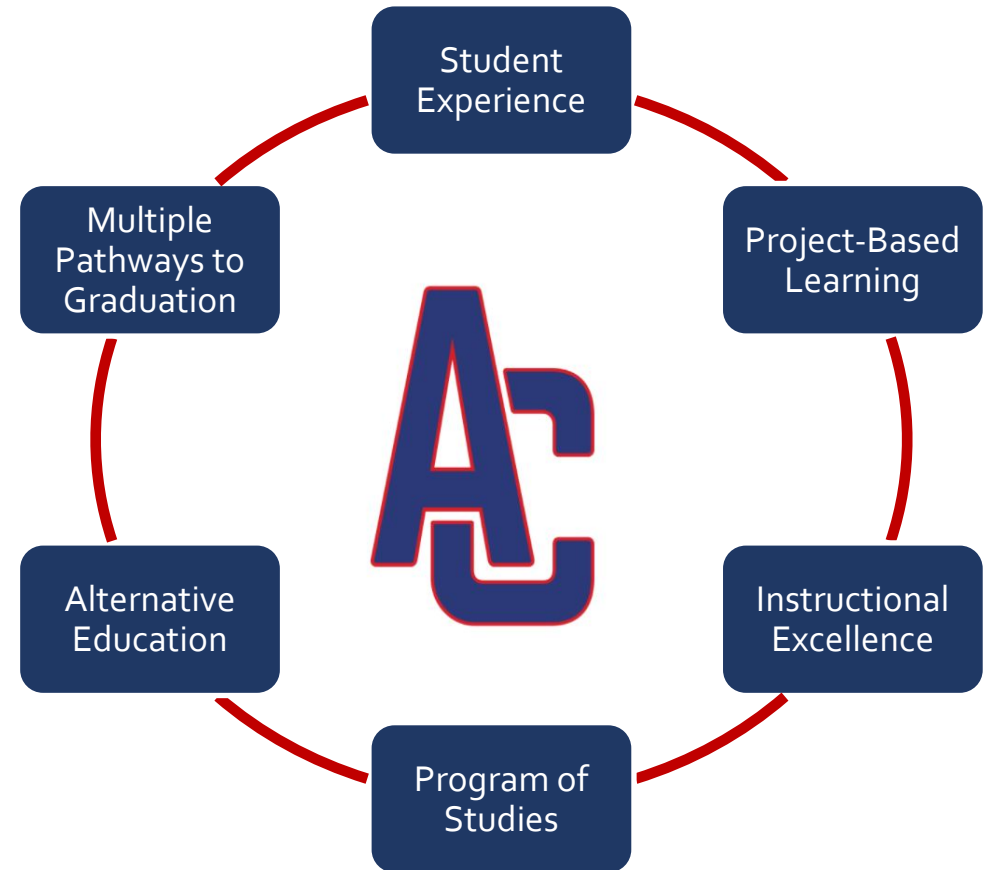 Student
Experience
Project-Based
Learning
Instructional
Excellence
Program of
Studies
Alternative
Education
Multiple
Pathways to
Graduation
AC